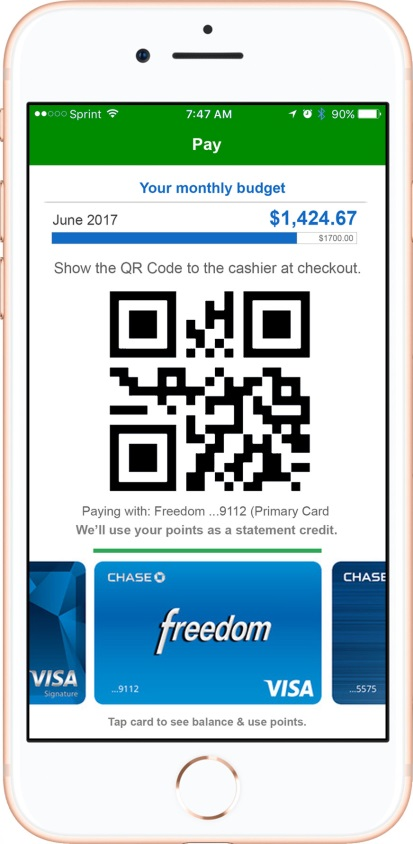 Sprint 7:47 AM 90%
Pay
Your monthly budget
June 2017 $1,424.67
$1700.00
Show the QR Code to the cashier at checkout.
Paying with: Freedom ...9112 (Primary Card
We'll use your points as a statement credit.
CHASE CHASE
freedom
VISA
Signature
...9112 VISA ...5575
Tap card to see balance & use points.